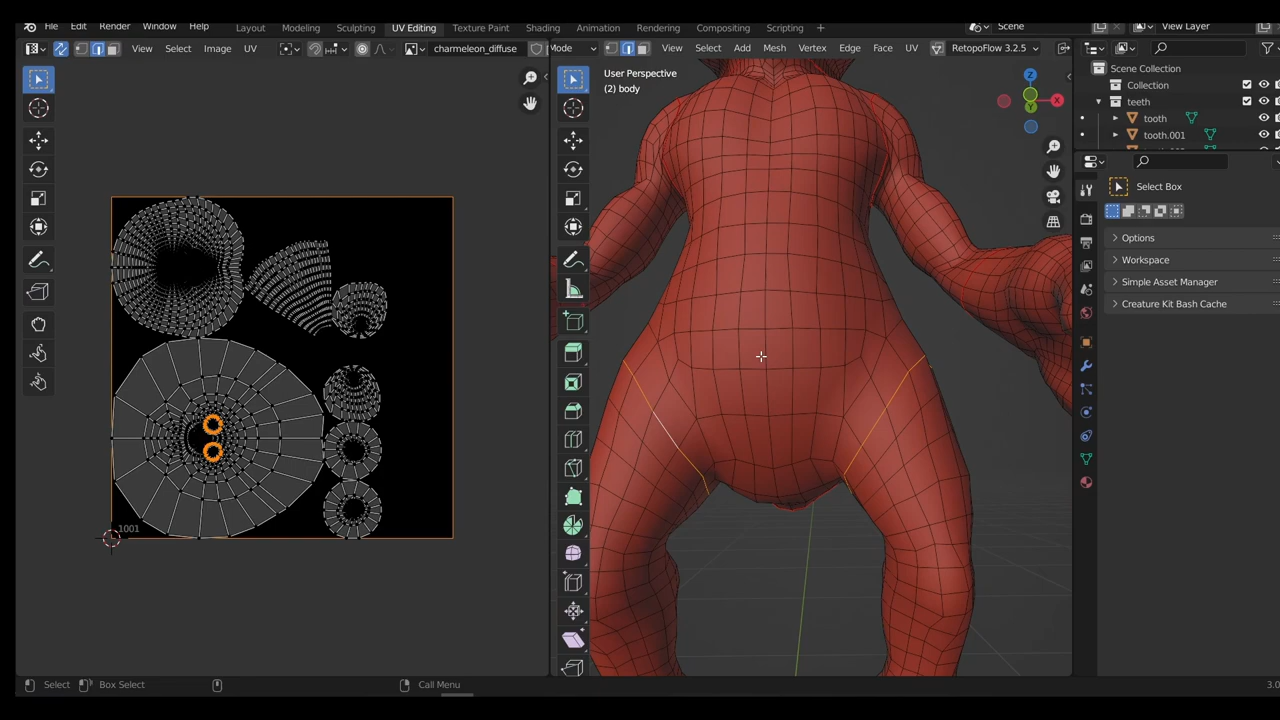 File Edit Render Window Help Layout Modeling Sculpting UV Editing Texture Paint Shading Animation Rendering Compositing Scripting + Scene View Layer
View Select Image UV charmeleon_diffuse Mode View Select Add Mesh Vertex Edge Face UV RetopoFlow 3.2.5
User Perspective
(2) body
Z
X
Y
Scene Collection
Collection
teeth
tooth
tooth.001
Select Box
Options
Workspace
Simple Asset Manager
Creature Kit Bash Cache
1001
Select Box Select Call Menu 3.0